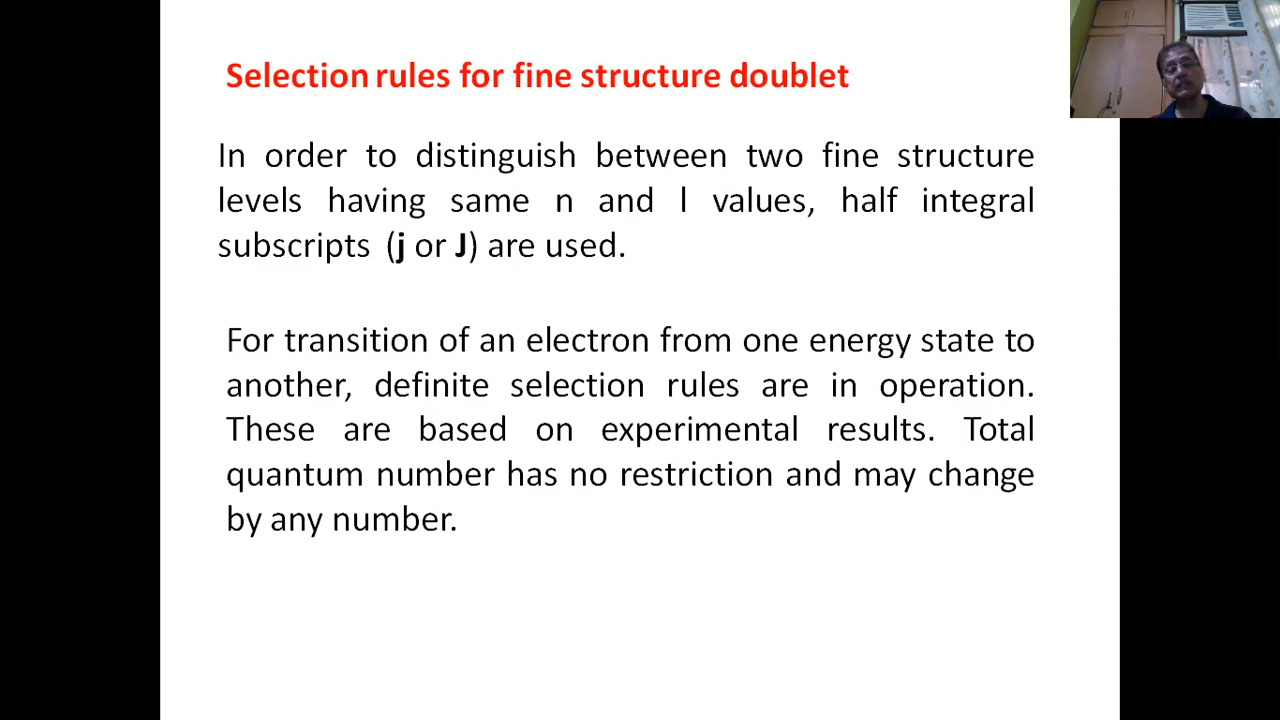 Selection rules for fine structure doublet
In order to distinguish between two fine structure
levels having same n and l values, half integral
subscripts (j or J) are used.
For transition of an electron from one energy state to
another, definite selection rules are in operation.
These are based on experimental results. Total
quantum number has no restriction and may change
by any number.